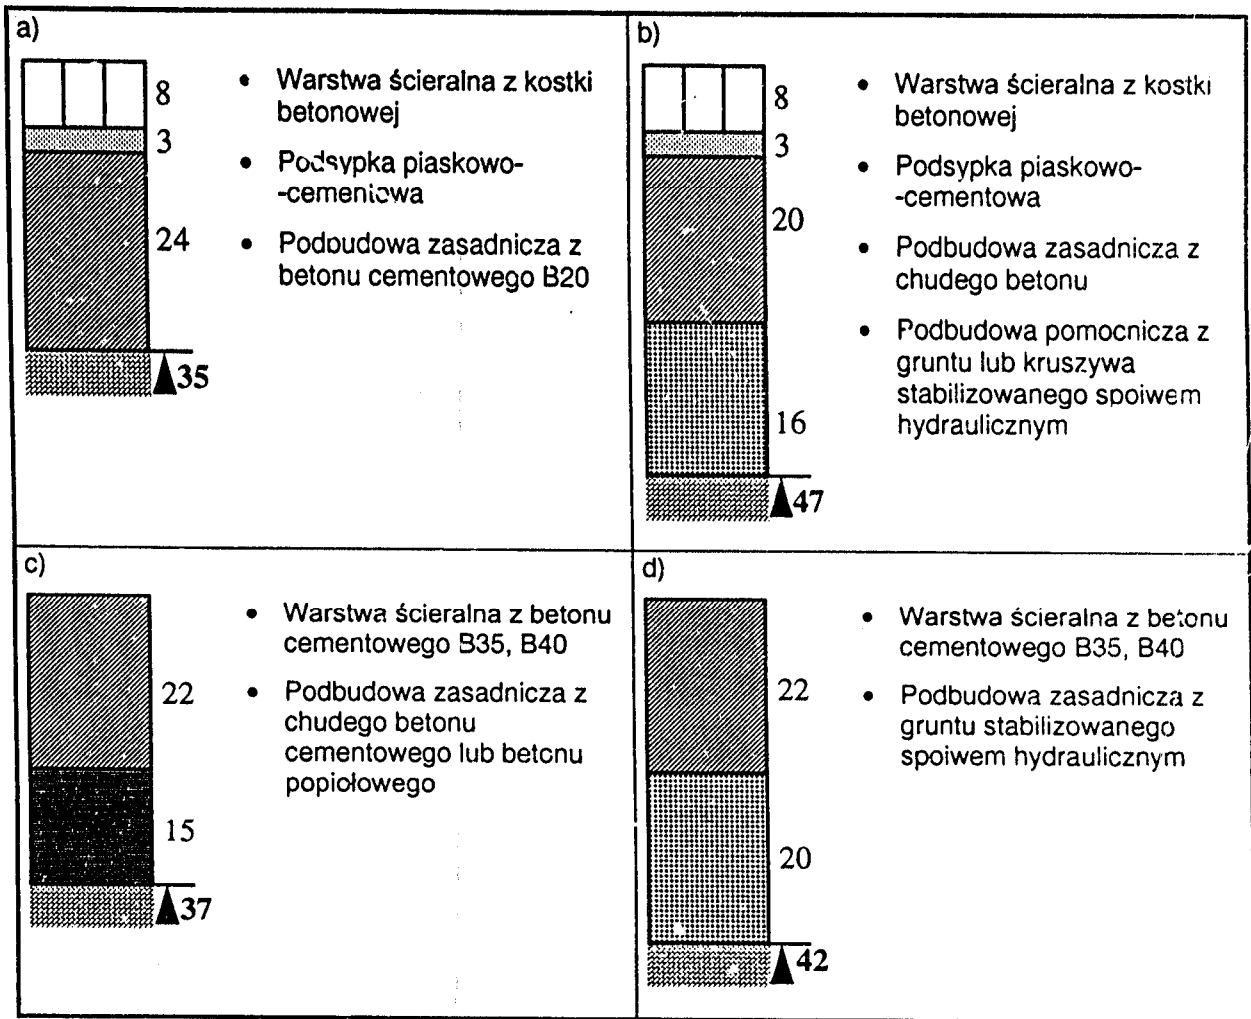 a)
8
3
24
35
• Warstwa ścieralna z kostki
betonowej
• Podsypka piaskowo-
-cementowa
• Podbudowa zasadnicza z
betonu cementowego B20
b)
8
3
20
16
47
• Warstwa ścieralna z kostki
betonowej
• Podsypka piaskowo-
-cementowa
• Podbudowa zasadnicza z
chudego betonu
• Podbudowa pomocnicza z
gruntu lub kruszywa
stabilizowanego spoiwem
hydraulicznym
c)
22
15
37
• Warstwa ścieralna z betonu
cementowego B35, B40
• Podbudowa zasadnicza z
chudego betonu
cementowego lub betonu
popiołowego
d)
22
20
42
• Warstwa ścieralna z betonu
cementowego B35, B40
• Podbudowa zasadnicza z
gruntu stabilizowanego
spoiwem hydraulicznym